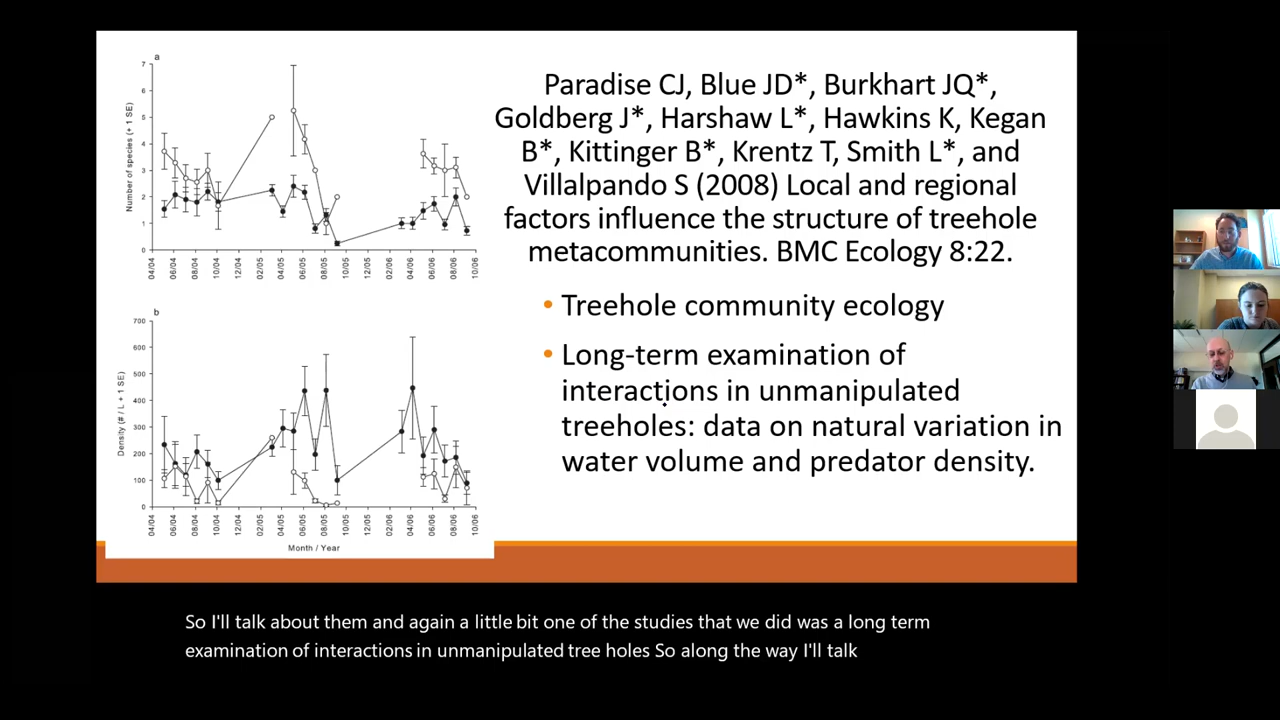 a
7
6
5
4
3
2
1
0
Number of species (+ 1 SE)
04/04
06/04
08/04
10/04
12/04
02/05
04/05
06/05
08/05
10/05
12/05
02/06
04/06
06/06
08/06
10/06
b
700
600
500
400
300
200
100
0
Density (# / L + 1 SE)
04/04
06/04
08/04
10/04
12/04
02/05
04/05
06/05
08/05
10/05
12/05
02/06
04/06
06/06
08/06
10/06
Month / Year
Paradise CJ, Blue JD*, Burkhart JQ*,
Goldberg J*, Harshaw L*, Hawkins K, Kegan
B*, Kittinger B*, Krentz T, Smith L*, and
Villalpando S (2008) Local and regional
factors influence the structure of treehole
metacommunities. BMC Ecology 8:22.
• Treehole community ecology
• Long-term examination of
interactions in unmanipulated
treeholes: data on natural variation in
water volume and predator density.
So I'll talk about them and again a little bit one of the studies that we did was a long term
examination of interactions in unmanipulated tree holes So along the way I'll talk